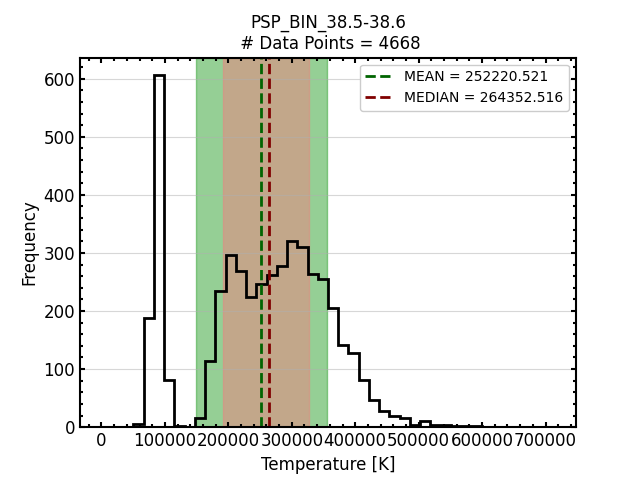 PSP_BIN_38.5-38.6
# Data Points = 4668
MEAN = 252220.521
MEDIAN = 264352.516
600
500
400
300
200
100
0
Frequency
0 100000 200000 300000 400000 500000 600000 700000
Temperature [K]